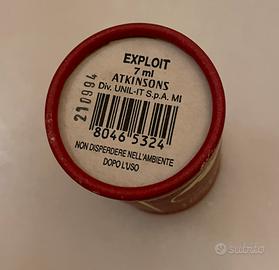 EXPLOIT
7 ml
ATKINSONS
Div. UNIL-IT S.p.A. MI
210994
8046 5324
NON DISPERDERE NELL'AMBIENTE
DOPO L'USO
subito